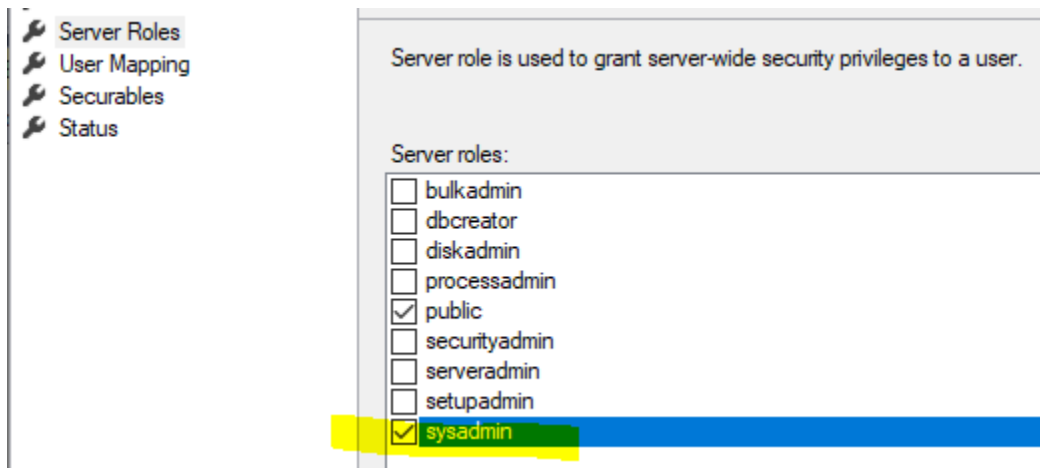 Server Roles
User Mapping
Securables
Status
Server role is used to grant server-wide security privileges to a user.
Server roles:
bulkadmin
dbcreator
diskadmin
processadmin
public
securityadmin
serveradmin
setupadmin
sysadmin